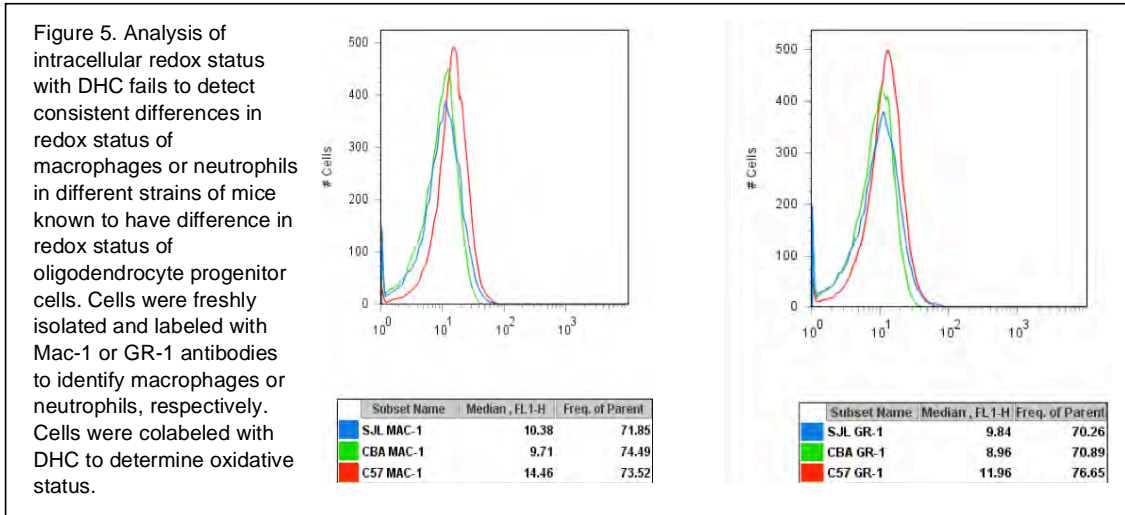 Figure 5. Analysis of
intracellular redox status
with DHC fails to detect
consistent differences in
redox status of
macrophages or neutrophils
in different strains of mice
known to have difference in
redox status of
oligodendrocyte progenitor
cells. Cells were freshly
isolated and labeled with
Mac-1 or GR-1 antibodies
to identify macrophages or
neutrophils, respectively.
Cells were colabeled with
DHC to determine oxidative
status.
# Cells
500
400
300
200
100
0
10^0 10^1 10^2 10^3
Subset Name Median , FL1-H Freq. of Parent
SJL MAC-1 10.38 71.85
CBA MAC-1 9.71 74.49
C57 MAC-1 14.46 73.52
# Cells
500
400
300
200
100
0
10^0 10^1 10^2 10^3
Subset Name Median , FL1-H Freq. of Parent
SJL GR-1 9.84 70.26
CBA GR-1 8.96 70.89
C57 GR-1 11.96 76.65